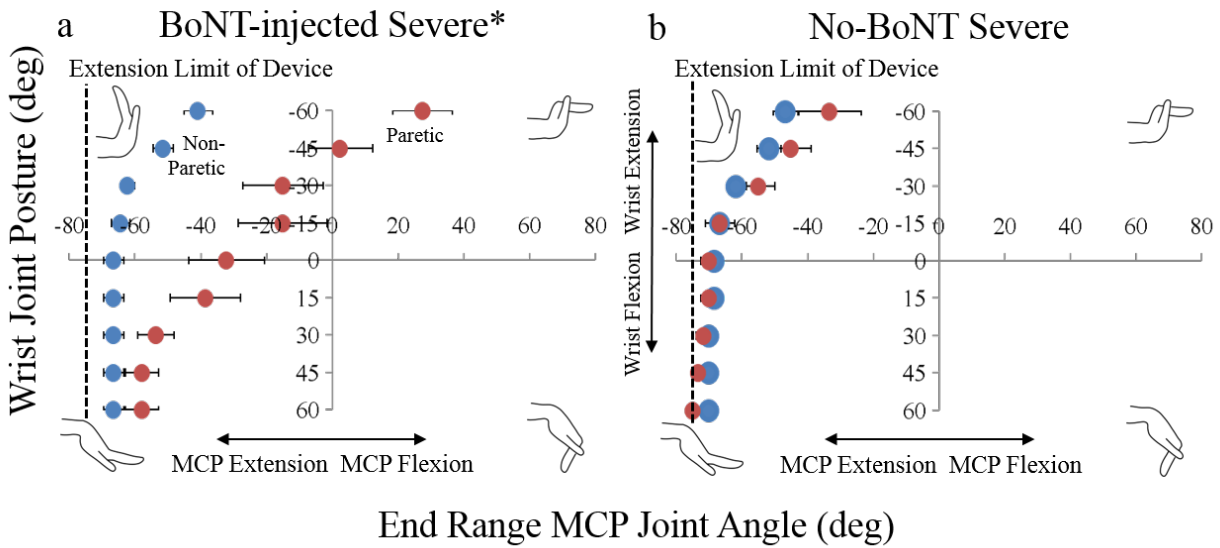 a
BoNT-injected Severe*
b
No-BoNT Severe
Wrist Joint Posture (deg)
Extension Limit of Device
-60
-45
-30
-15
0
15
30
45
60
-80 -60 -40 -20 0 20 40 60 80
Non-
Paretic
Paretic
MCP Extension MCP Flexion
Extension Limit of Device
Wrist Extension
Wrist Flexion
-60
-45
-30
-15
0
15
30
45
60
-80 -60 -40 -20 0 20 40 60 80
MCP Extension MCP Flexion
End Range MCP Joint Angle (deg)